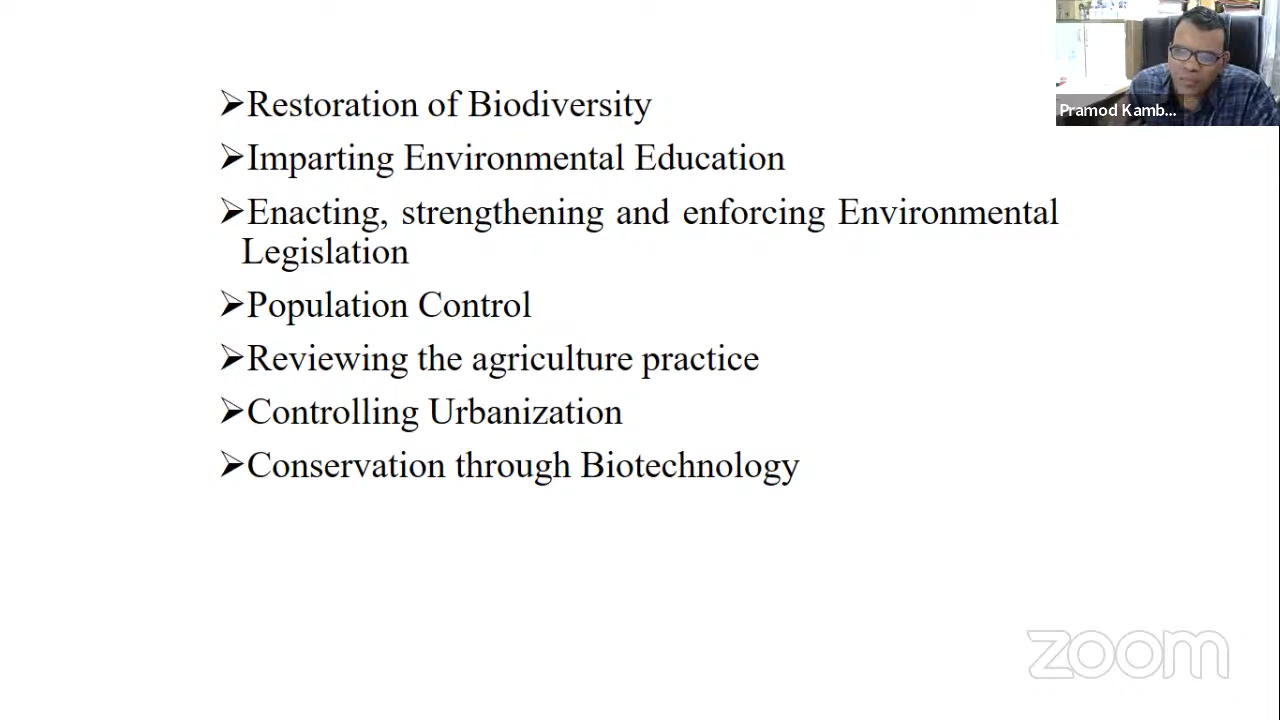 ➢Restoration of Biodiversity
➢Imparting Environmental Education
➢Enacting, strengthening and enforcing Environmental
Legislation
➢Population Control
➢Reviewing the agriculture practice
➢Controlling Urbanization
➢Conservation through Biotechnology
Pramod Kamb...
zoom